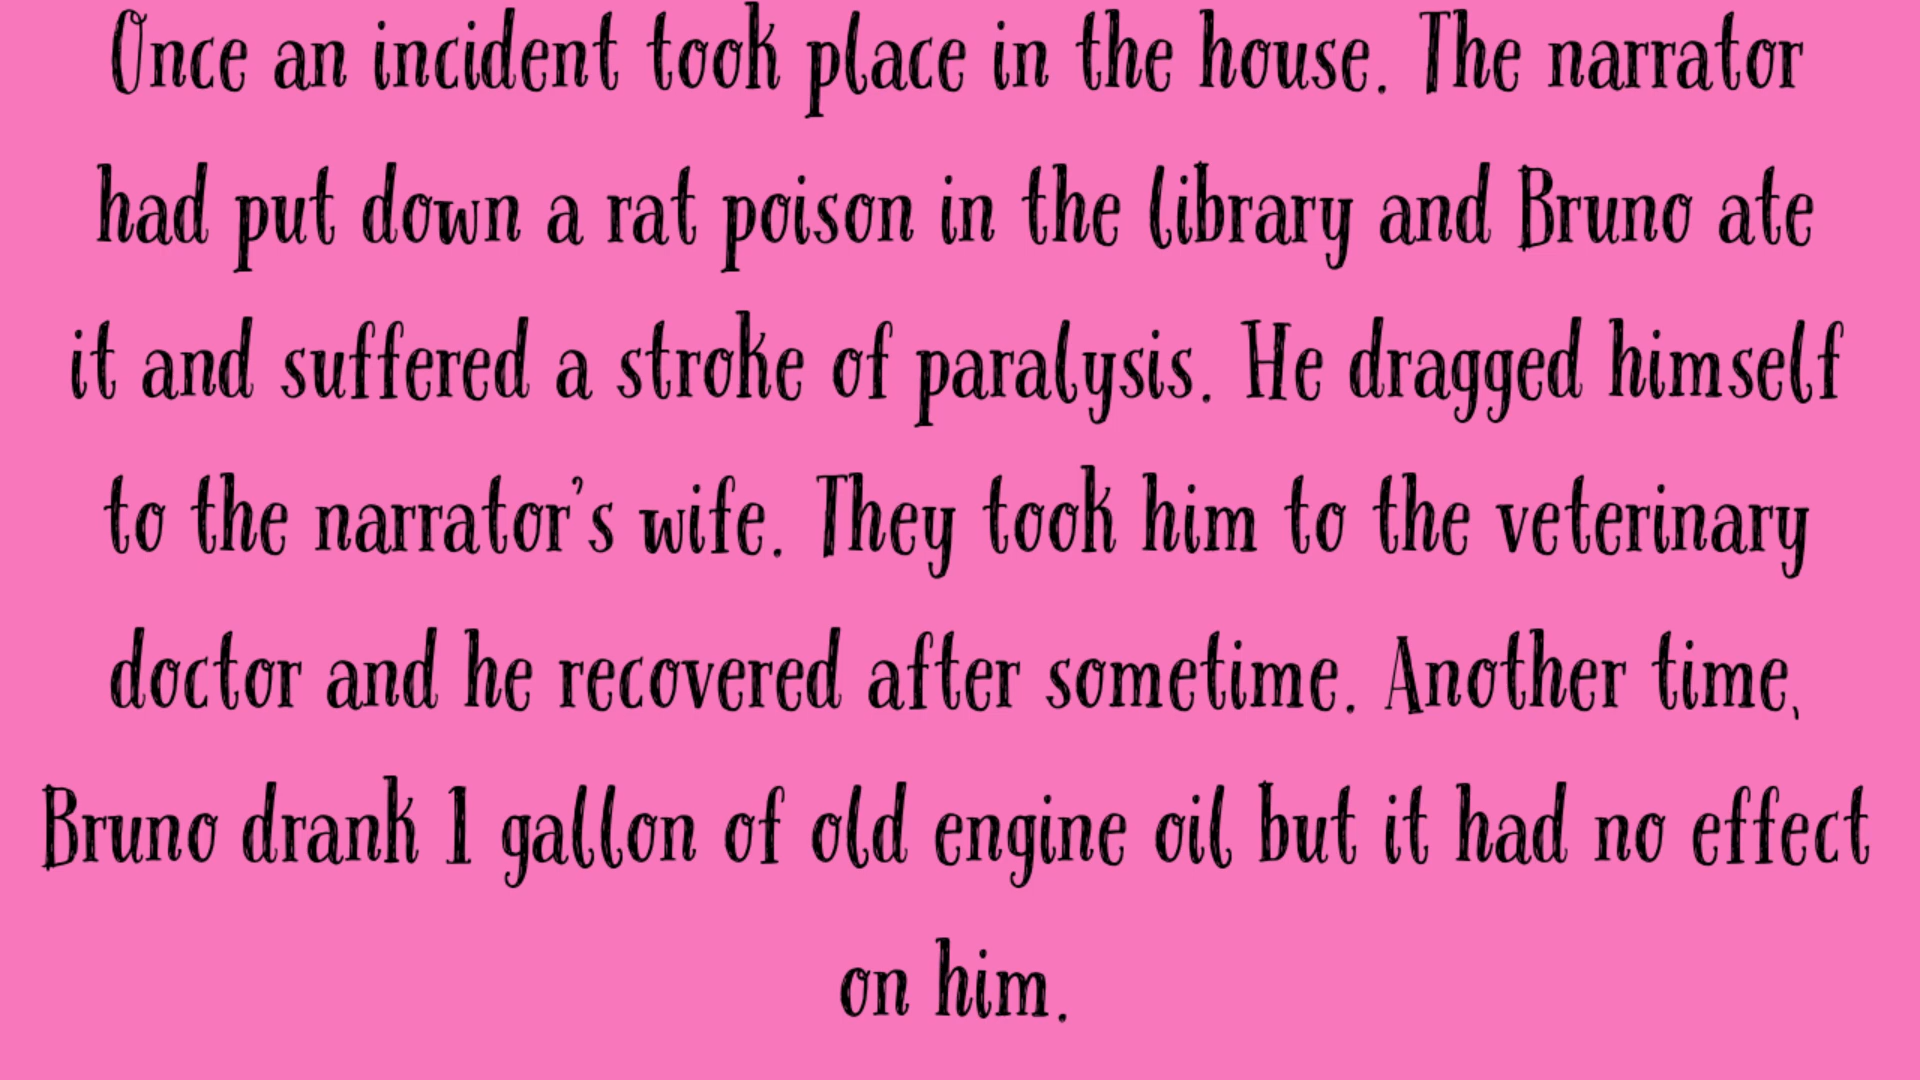 Once an incident took place in the house. The narrator
had put down a rat poison in the library and Bruno ate
it and suffered a stroke of paralysis. He dragged himself
to the narrator's wife. They took him to the veterinary
doctor and he recovered after sometime. Another time,
Bruno drank 1 gallon of old engine oil but it had no effect
on him.